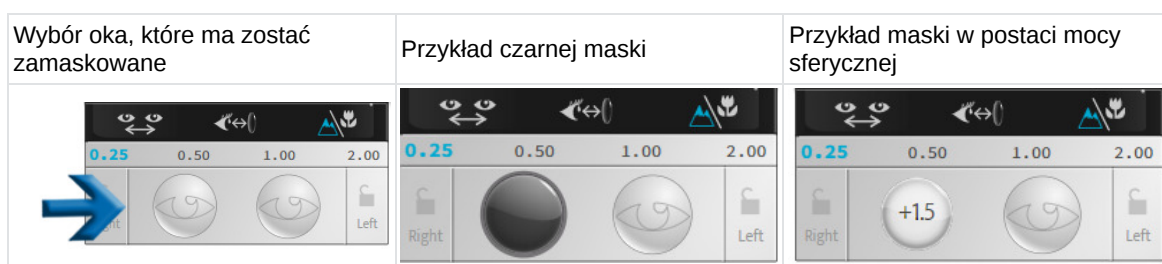 Wybór oka, które ma zostać
zamaskowane
Przykład czarnej maski
Przykład maski w postaci mocy
sferycznej
0.25 0.50 1.00 2.00
Left
0.25 0.50 1.00 2.00
Right Left
0.25 0.50 1.00 2.00
+1.5
Right Left